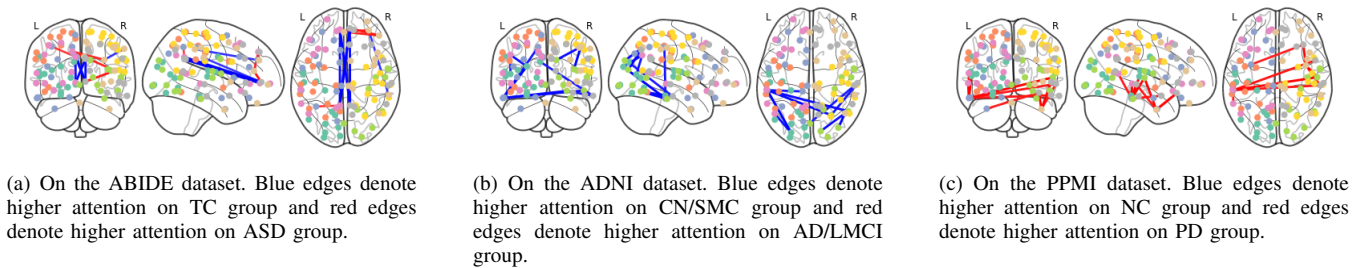 L R
L R
L R
L R
L R
L R
(a) On the ABIDE dataset. Blue edges denote
higher attention on TC group and red edges
denote higher attention on ASD group.
(b) On the ADNI dataset. Blue edges denote
higher attention on CN/SMC group and red
edges denote higher attention on AD/LMCI
group.
(c) On the PPMI dataset. Blue edges denote
higher attention on NC group and red edges
denote higher attention on PD group.